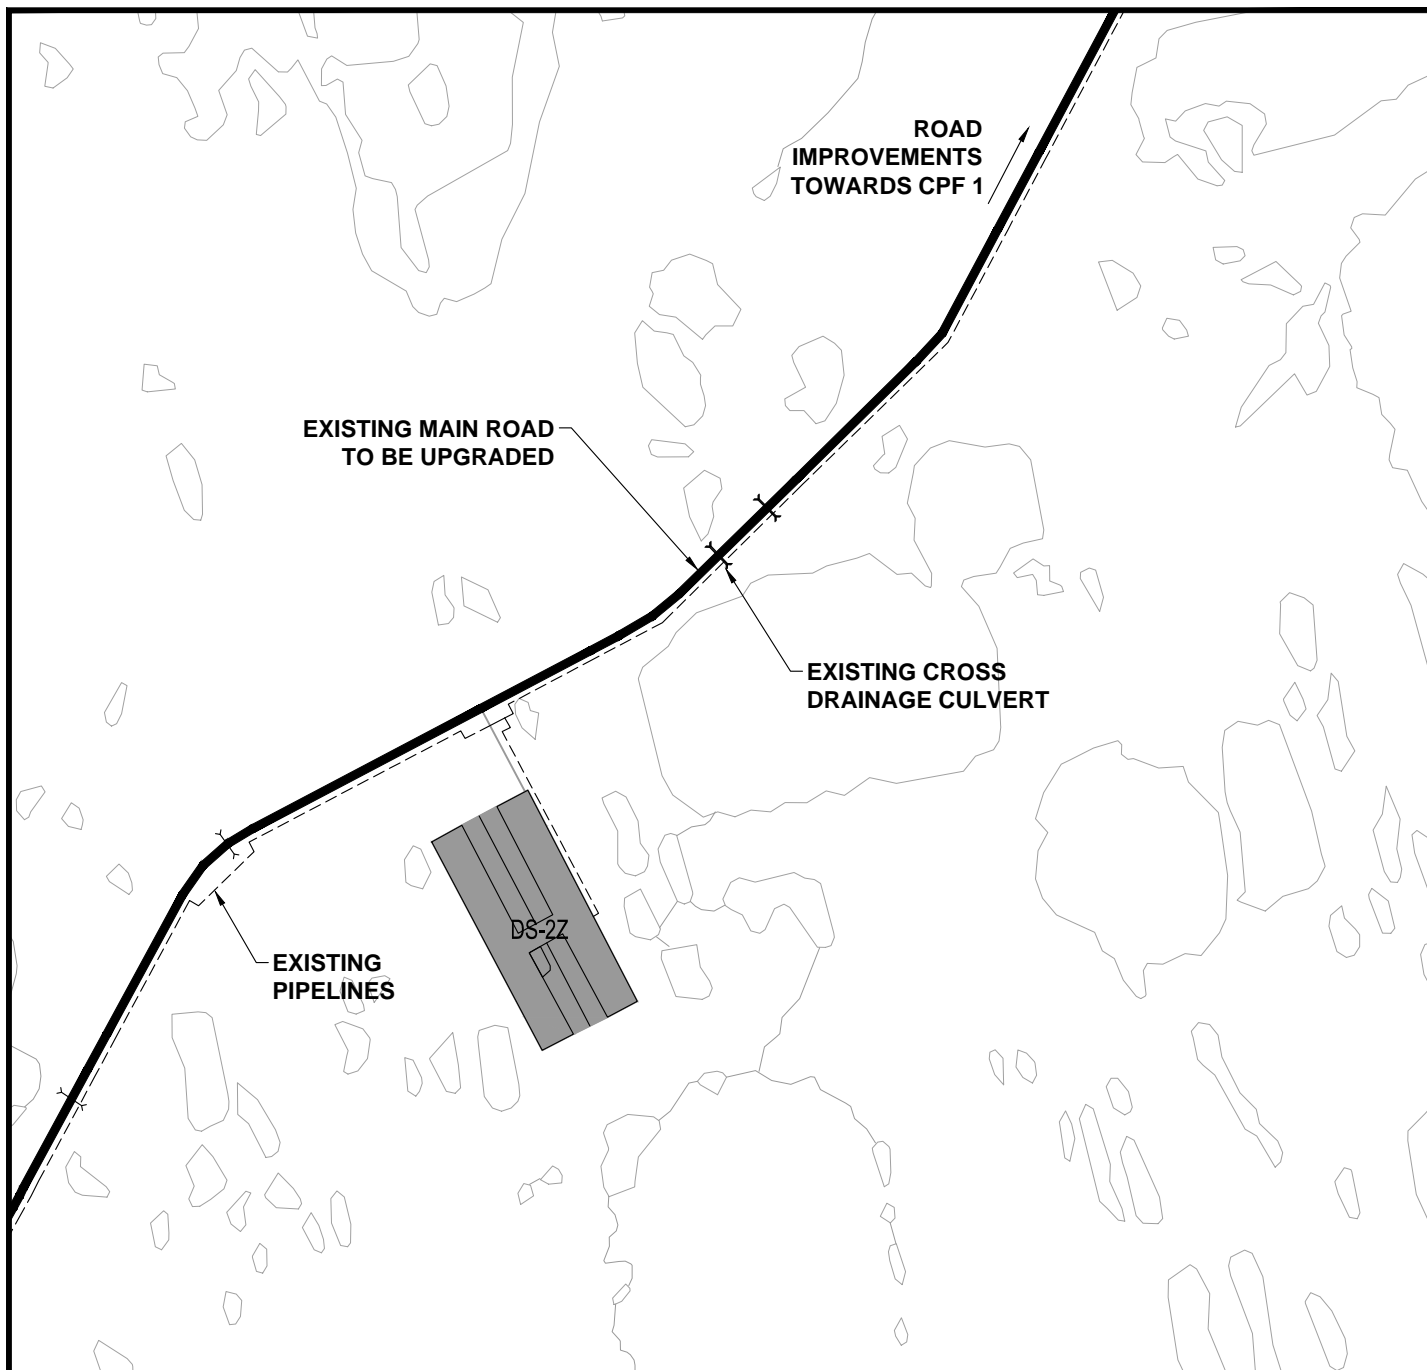 ROAD
IMPROVEMENTS
TOWARDS CPF 1
EXISTING MAIN ROAD
TO BE UPGRADED
EXISTING CROSS
DRAINAGE CULVERT
DS-2Z
EXISTING
PIPELINES